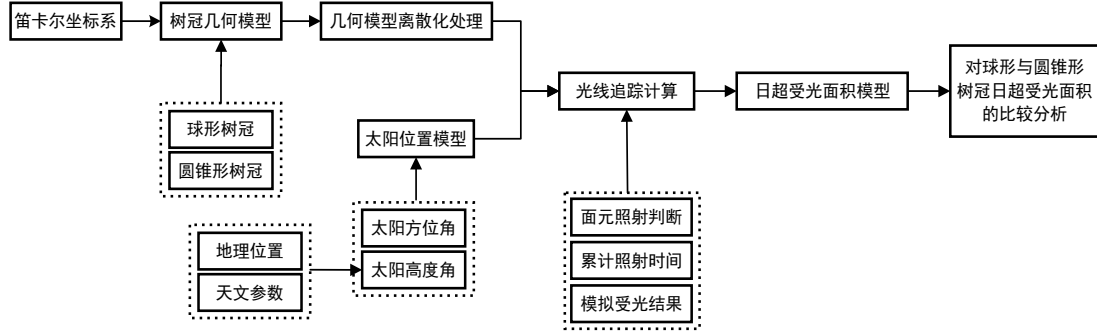 笛卡尔坐标系
树冠几何模型
几何模型离散化处理
球形树冠
圆锥形树冠
太阳位置模型
地理位置
天文参数
太阳方位角
太阳高度角
光线追踪计算
面元照射判断
累计照射时间
模拟受光结果
日超受光面积模型
对球形与圆锥形
树冠日超受光面积
的比较分析